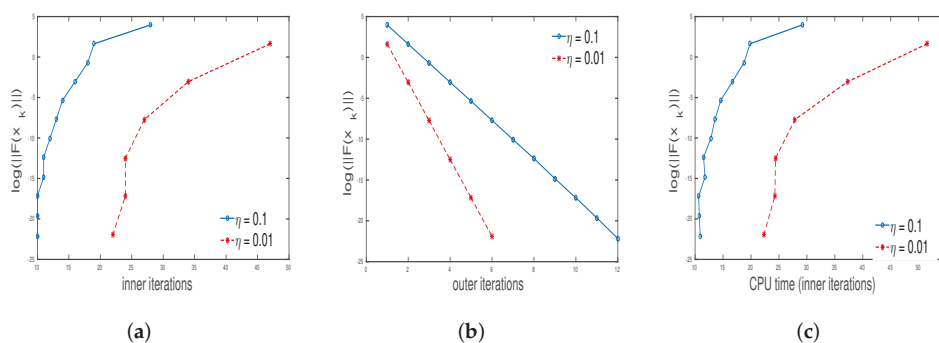 5
0
-5
-10
-15
-20
-25
log(||F(x_k)||)
10 15 20 25 30 35 40 45 50
inner iterations
η = 0.1
η = 0.01
(a)
5
0
-5
-10
-15
-20
-25
log(||F(x_k)||)
0 2 4 6 8 10 12
outer iterations
η = 0.1
η = 0.01
(b)
5
0
-5
-10
-15
-20
-25
log(||F(x_k)||)
10 15 20 25 30 35 40 45 50
CPU time (inner iterations)
η = 0.1
η = 0.01
(c)